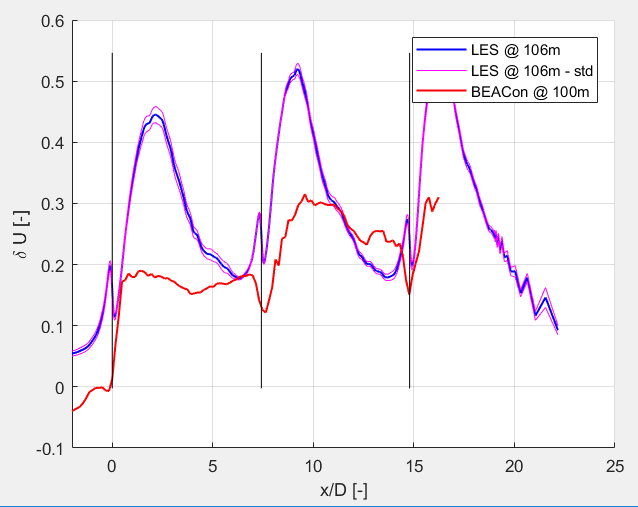 0.6
LES @ 106m
LES @ 106m - std
BEACon @ 100m
0.5
0.4
0.3
0.2
0.1
0
-0.1
δ U [-]
0 5 10 15 20 25
x/D [-]